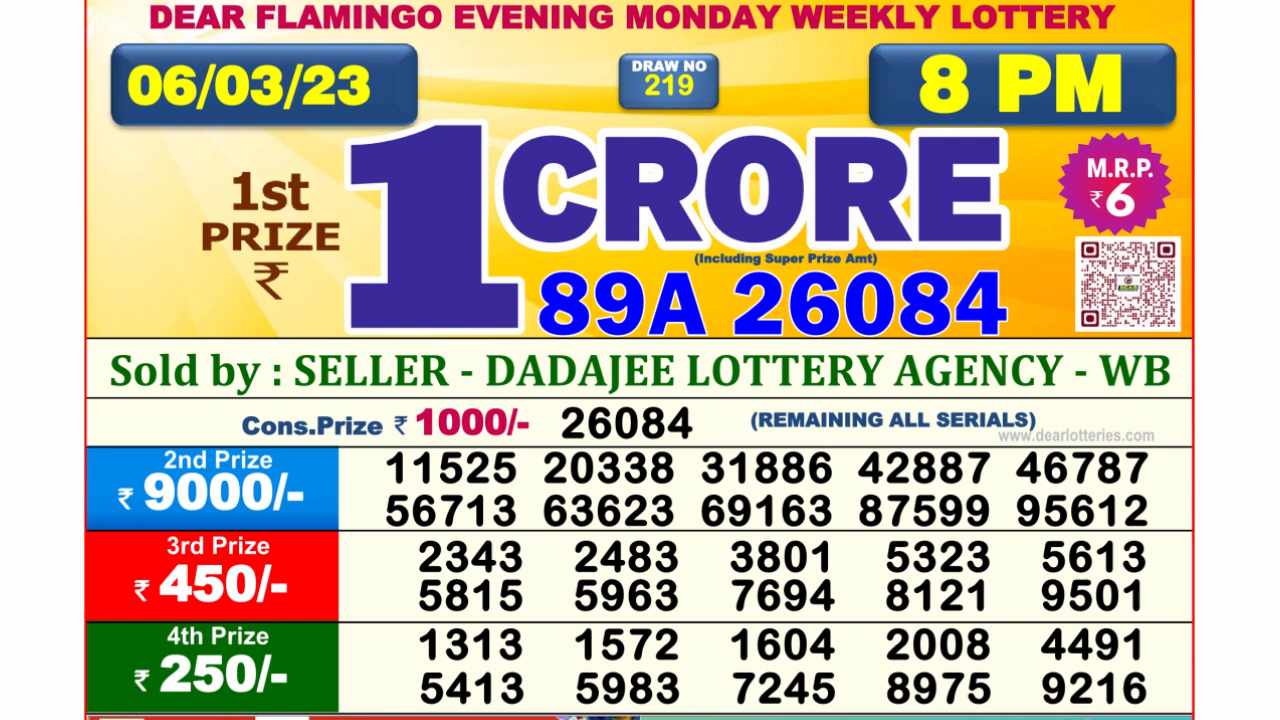 DEAR FLAMINGO EVENING MONDAY WEEKLY LOTTERY
06/03/23
DRAW NO
219
8 PM
1st
PRIZE
₹
1 CRORE
(Including Super Prize Amt)
M.R.P.
₹ 6
89A 26084
Sold by : SELLER - DADAJEE LOTTERY AGENCY - WB
Cons.Prize ₹ 1000/- 26084 (REMAINING ALL SERIALS)
www.dearlotteries.com
2nd Prize
₹ 9000/-
11525 20338 31886 42887 46787
56713 63623 69163 87599 95612
3rd Prize
₹ 450/-
2343 2483 3801 5323 5613
5815 5963 7694 8121 9501
4th Prize
₹ 250/-
1313 1572 1604 2008 4491
5413 5983 7245 8975 9216